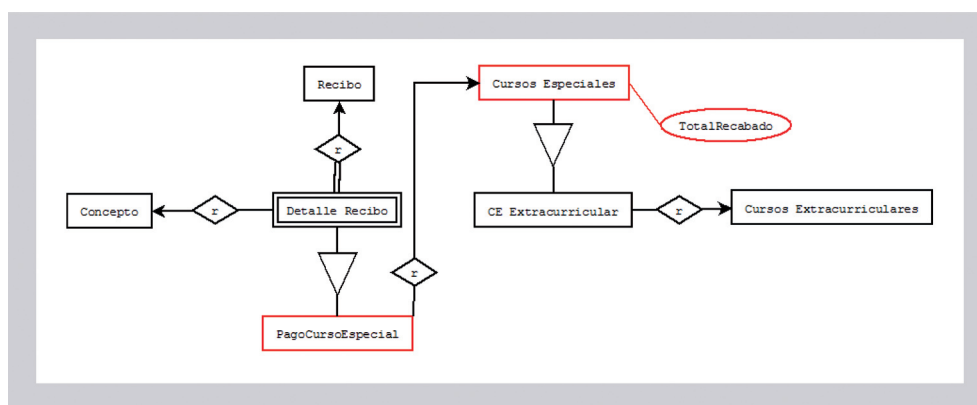 Recibo
Cursos Especiales
TotalRecabado
r
Concepto
r
Detalle Recibo
CE Extracurricular
r
Cursos Extracurriculares
r
PagoCursoEspecial